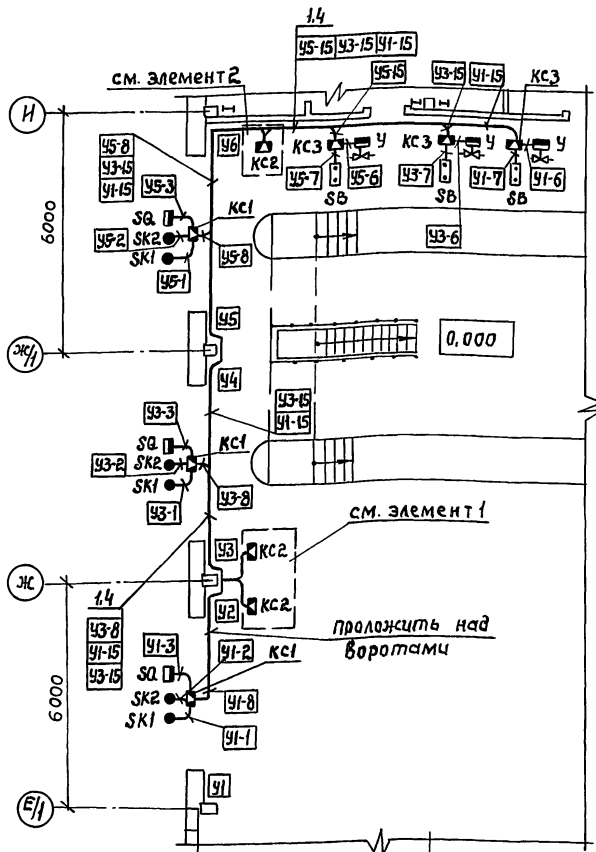 1.4
У5-15 У3-15 У1-15
см. элемент 2
У5-15
У3-15
У1-15
КС3
И
У6
КС2
КС3
У
КС3
У
У
У5-8
У3-15
У1-15
У5-7
У5-6
У3-7
У1-7
У1-6
SB
SB
SB
У3-6
У5-3
SQ
КС1
У5-2
SK2
У5-8
SK1
У5-1
6000
У5
0,000
Ж/1
У4
У3-3
У3-15
У1-15
SQ
КС1
У3-2
SK2
SK1
У3-8
У3-1
см. элемент 1
У3
КС2
Ж
1.4
У2
КС2
У3-8
У1-15
У3-15
проложить над
воротами
У1-3
У1-2
КС1
SQ
SK2
У1-8
SK1
У1-1
6000
У1
Е/1